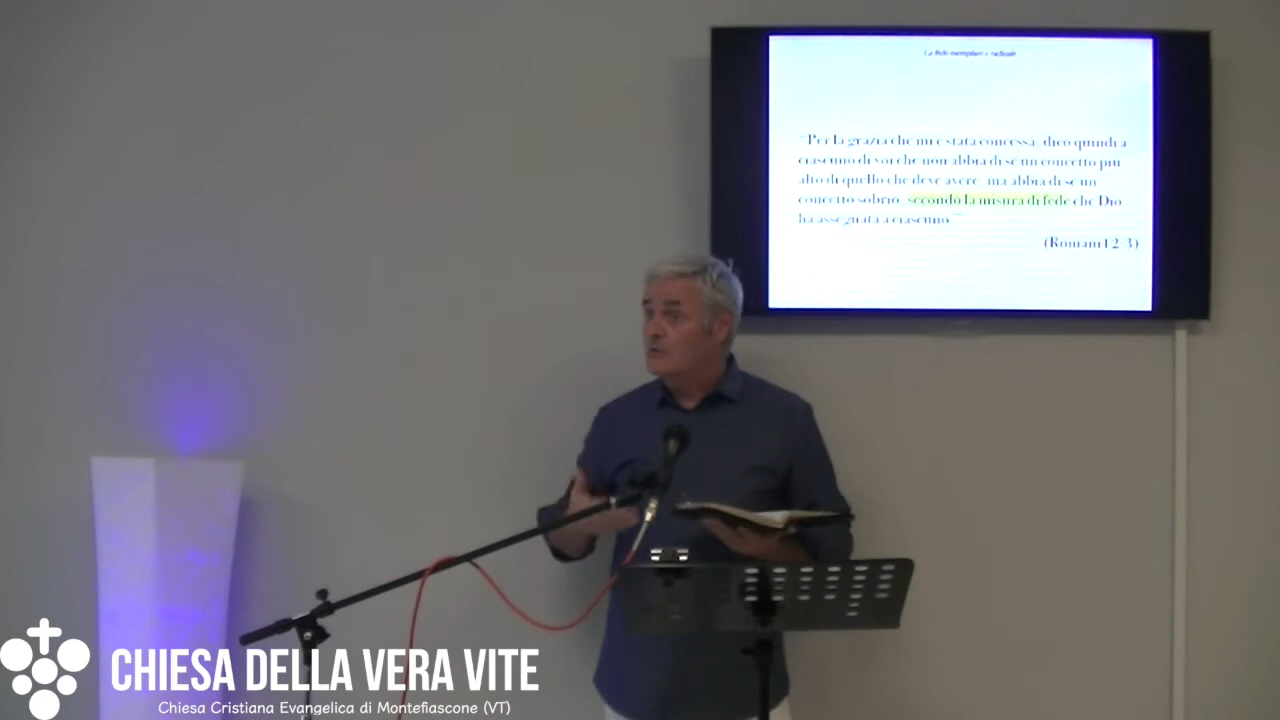 La fede esemplare e radicale
"Per la grazia che mi è stata concessa, dico quindi a
ciascuno di voi che non abbia di sé un concetto più
alto di quello che deve avere, ma abbia di sé un
concetto sobrio, secondo la misura di fede che Dio
ha assegnata a ciascuno."
(Romani 12:3)
CHIESA DELLA VERA VITE
Chiesa Cristiana Evangelica di Montefiascone (VT)